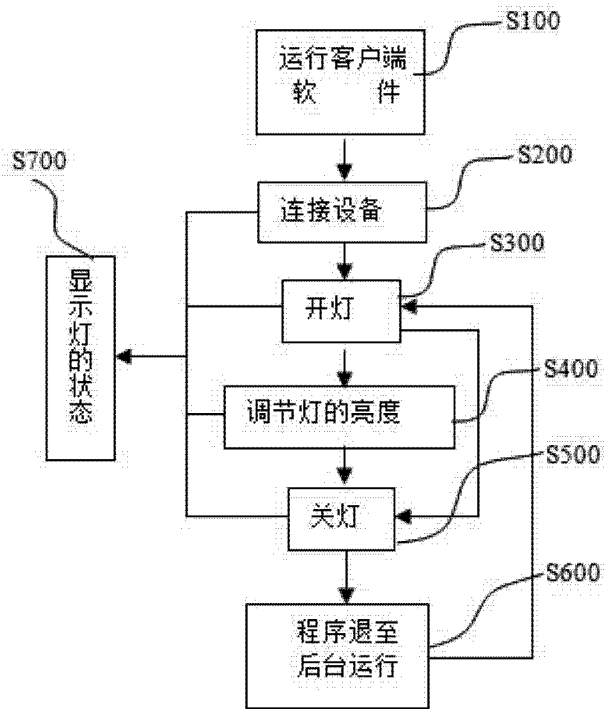 S100
运行客户端
软 件
S200
连接设备
S700
显示灯的状态
S300
开灯
S400
调节灯的亮度
S500
关灯
S600
程序退至
后台运行